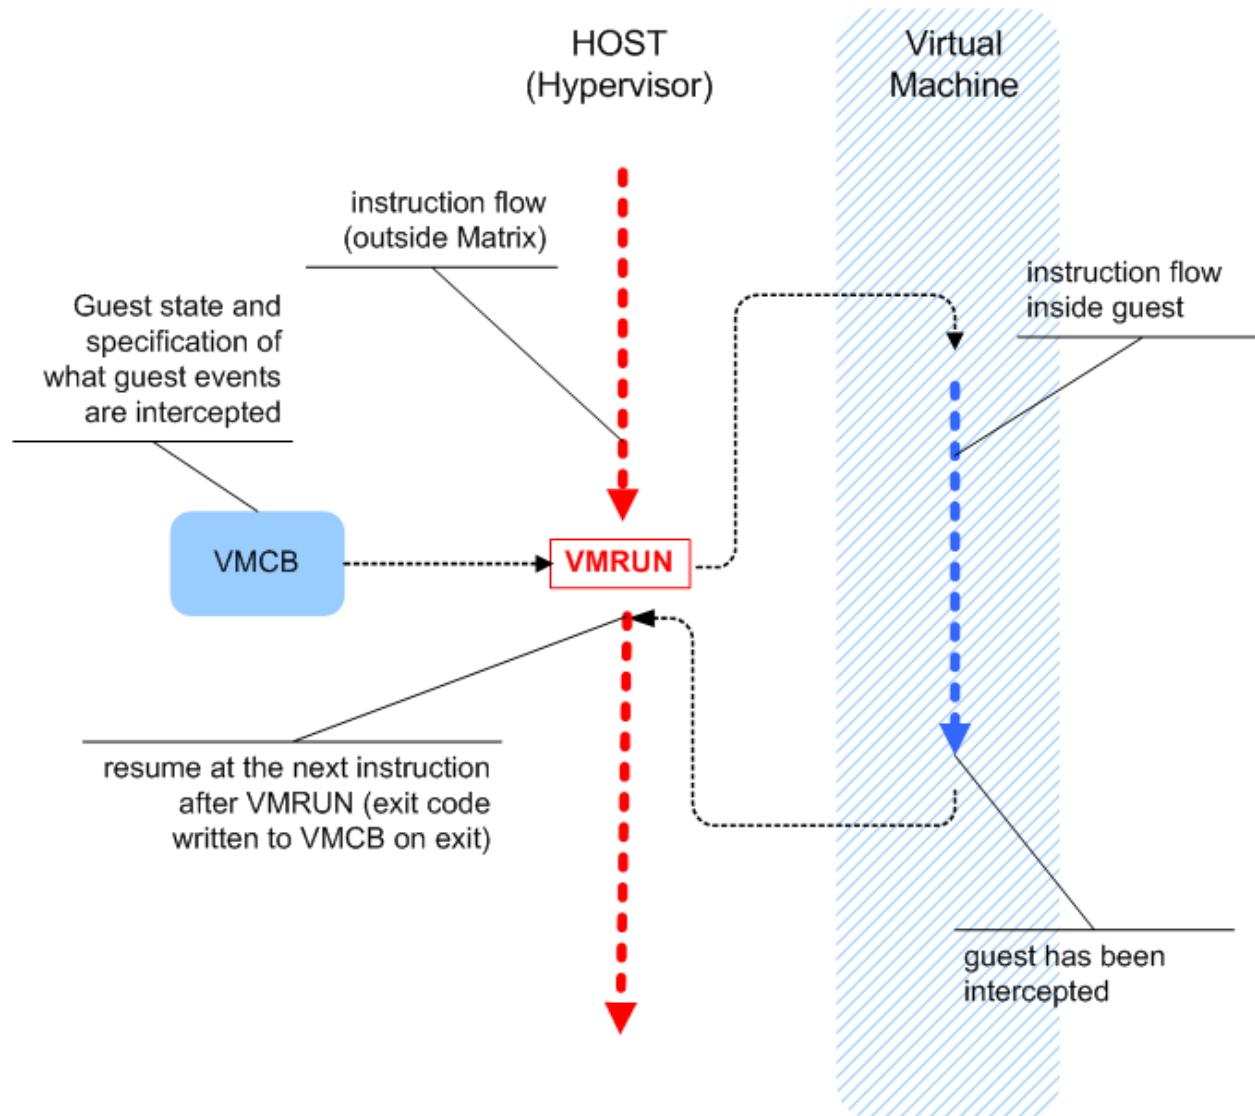 HOST
(Hypervisor)
Virtual
Machine
instruction flow
(outside Matrix)
instruction flow
inside guest
Guest state and
specification of
what guest events
are intercepted
VMCB
VMRUN
resume at the next instruction
after VMRUN (exit code
written to VMCB on exit)
guest has been
intercepted